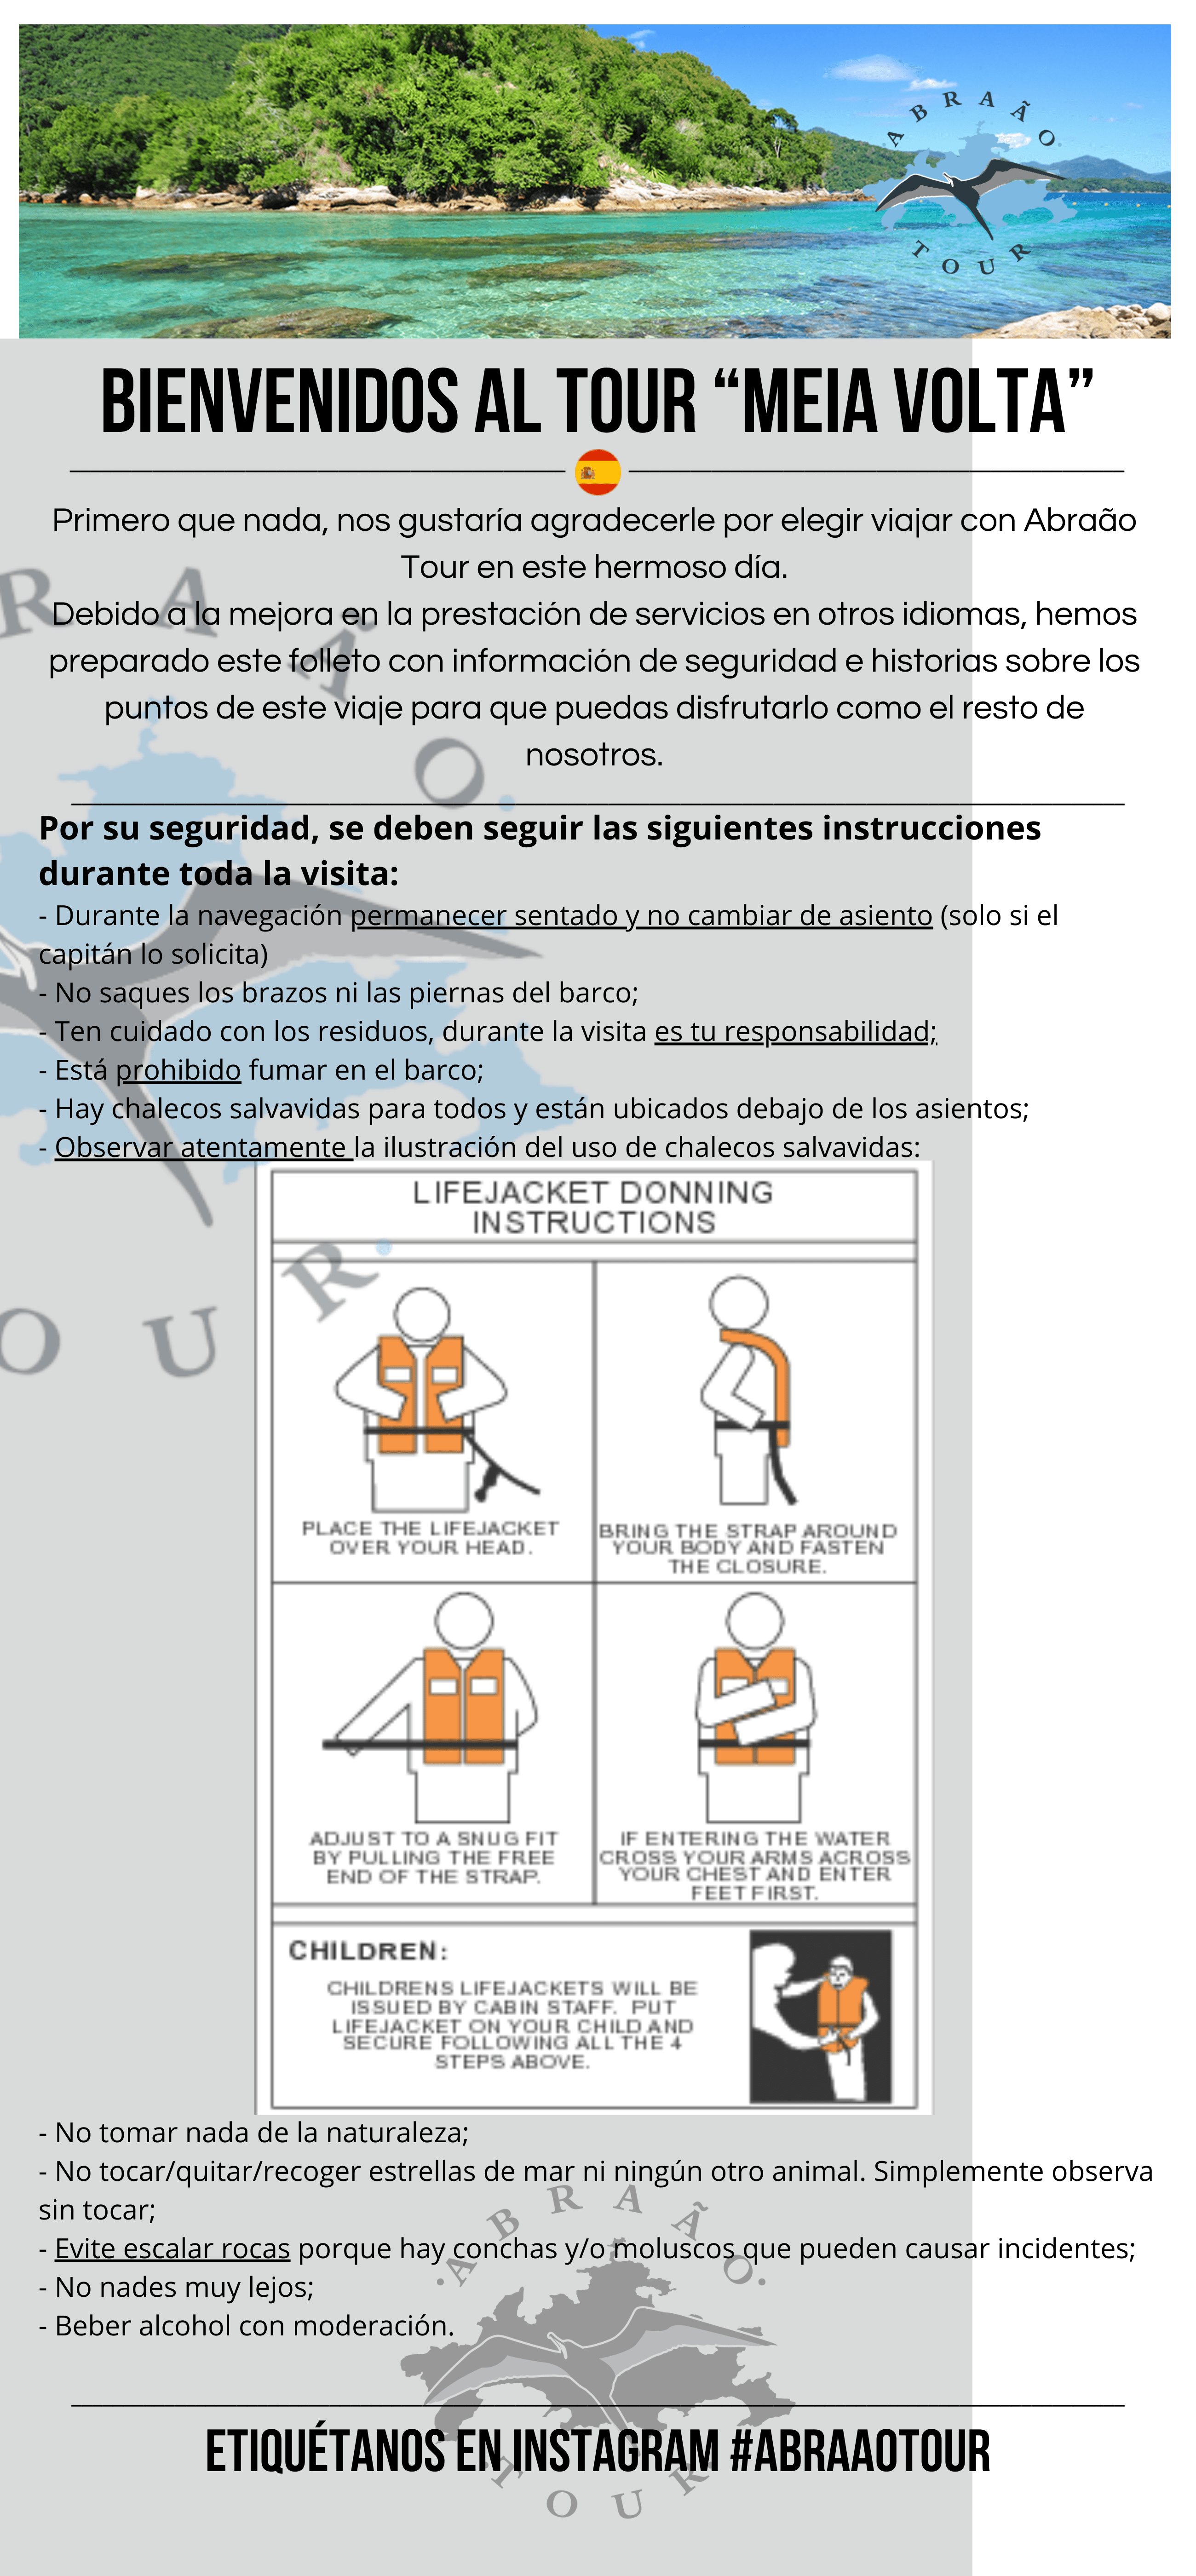 ABRAÃO
TOUR
BIENVENIDOS AL TOUR “MEIA VOLTA”
Primero que nada, nos gustaría agradecerle por elegir viajar con Abraão
Tour en este hermoso día.
Debido a la mejora en la prestación de servicios en otros idiomas, hemos
preparado este folleto con información de seguridad e historias sobre los
puntos de este viaje para que puedas disfrutarlo como el resto de
nosotros.
Por su seguridad, se deben seguir las siguientes instrucciones
durante toda la visita:
- Durante la navegación permanecer sentado y no cambiar de asiento (solo si el
capitán lo solicita)
- No saques los brazos ni las piernas del barco;
- Ten cuidado con los residuos, durante la visita es tu responsabilidad;
- Está prohibido fumar en el barco;
- Hay chalecos salvavidas para todos y están ubicados debajo de los asientos;
- Observar atentamente la ilustración del uso de chalecos salvavidas:
RAÃO
OUR
LIFEJACKET DONNING
INSTRUCTIONS
PLACE THE LIFEJACKET
OVER YOUR HEAD.
BRING THE STRAP AROUND
YOUR BODY AND FASTEN
THE CLOSURE.
ADJUST TO A SNUG FIT
BY PULLING THE FREE
END OF THE STRAP.
IF ENTERING THE WATER
CROSS YOUR ARMS ACROSS
YOUR CHEST AND ENTER
FEET FIRST.
CHILDREN:
CHILDRENS LIFEJACKETS WILL BE
ISSUED BY CABIN STAFF. PUT
LIFEJACKET ON YOUR CHILD AND
SECURE FOLLOWING ALL THE 4
STEPS ABOVE.
- No tomar nada de la naturaleza;
- No tocar/quitar/recoger estrellas de mar ni ningún otro animal. Simplemente observa
sin tocar;
- Evite escalar rocas porque hay conchas y/o moluscos que pueden causar incidentes;
- No nades muy lejos;
- Beber alcohol con moderación.
ABRAÃO
TOUR
ETIQUÉTANOS EN INSTAGRAM #ABRAAOTOUR